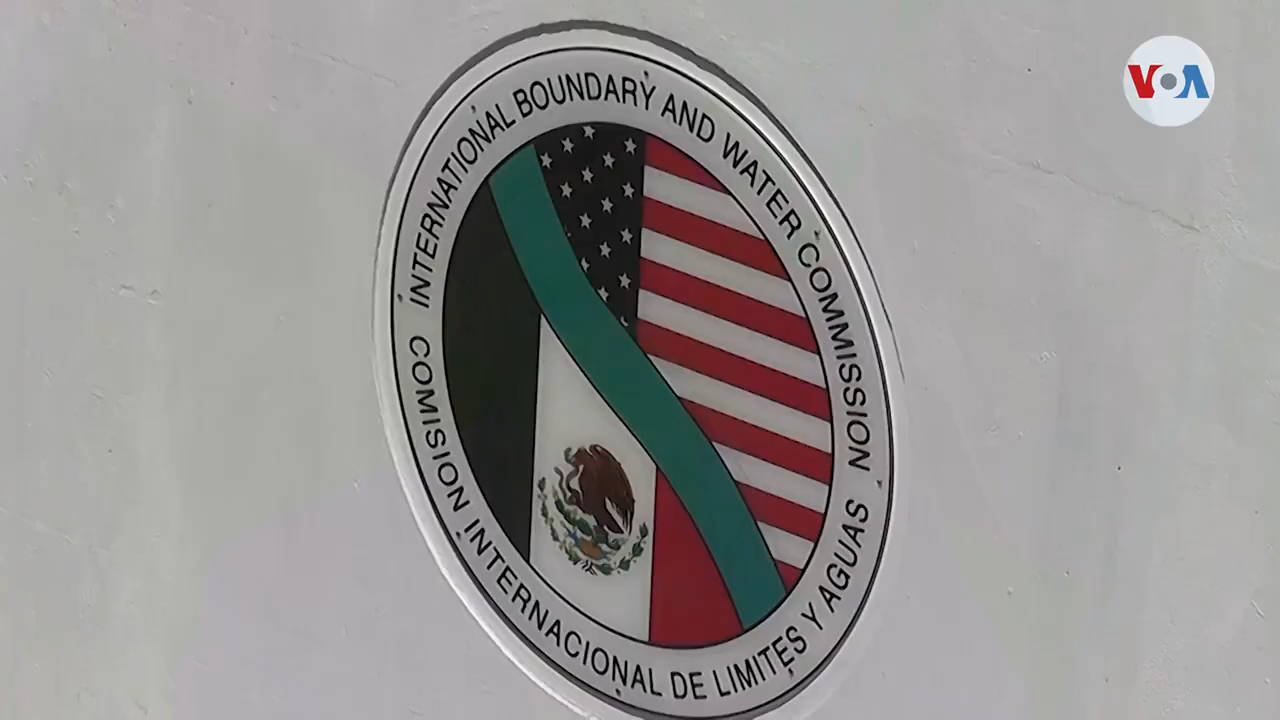 VOA
INTERNATIONAL BOUNDARY AND WATER COMMISSION
COMISION INTERNACIONAL DE LIMITES Y AGUAS